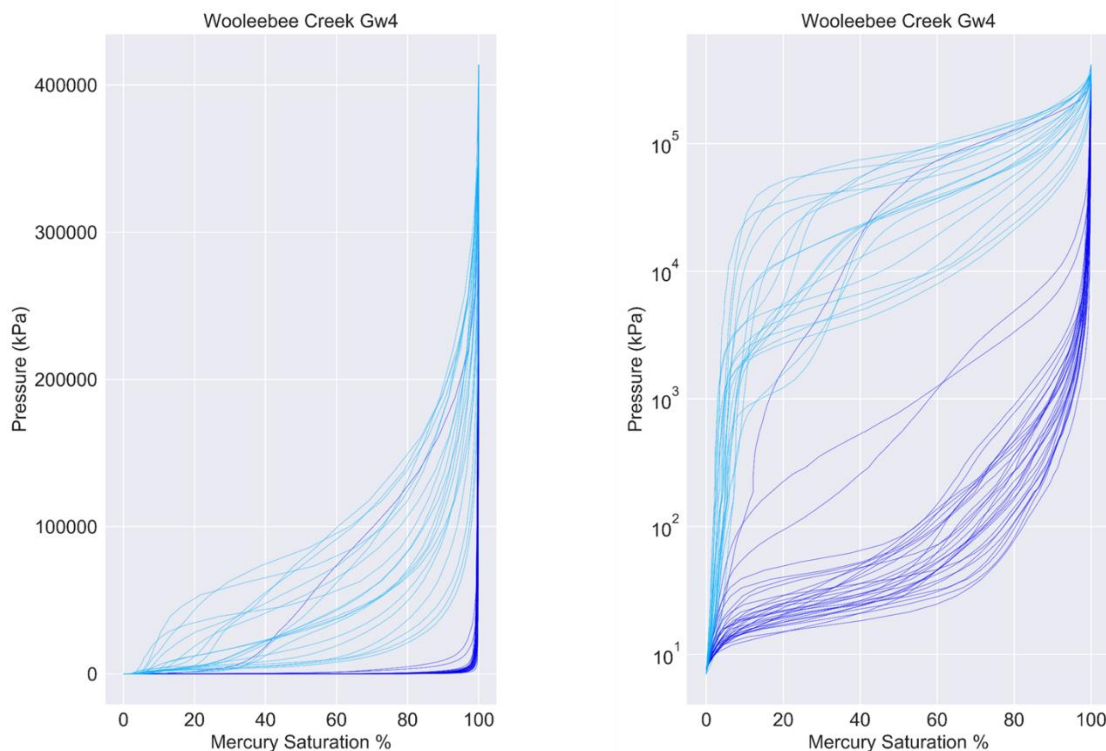 Wooleebee Creek Gw4
400000
300000
200000
100000
0
Pressure (kPa)
0 20 40 60 80 100
Mercury Saturation %
Wooleebee Creek Gw4
10^5
10^4
10^3
10^2
10^1
Pressure (kPa)
0 20 40 60 80 100
Mercury Saturation %